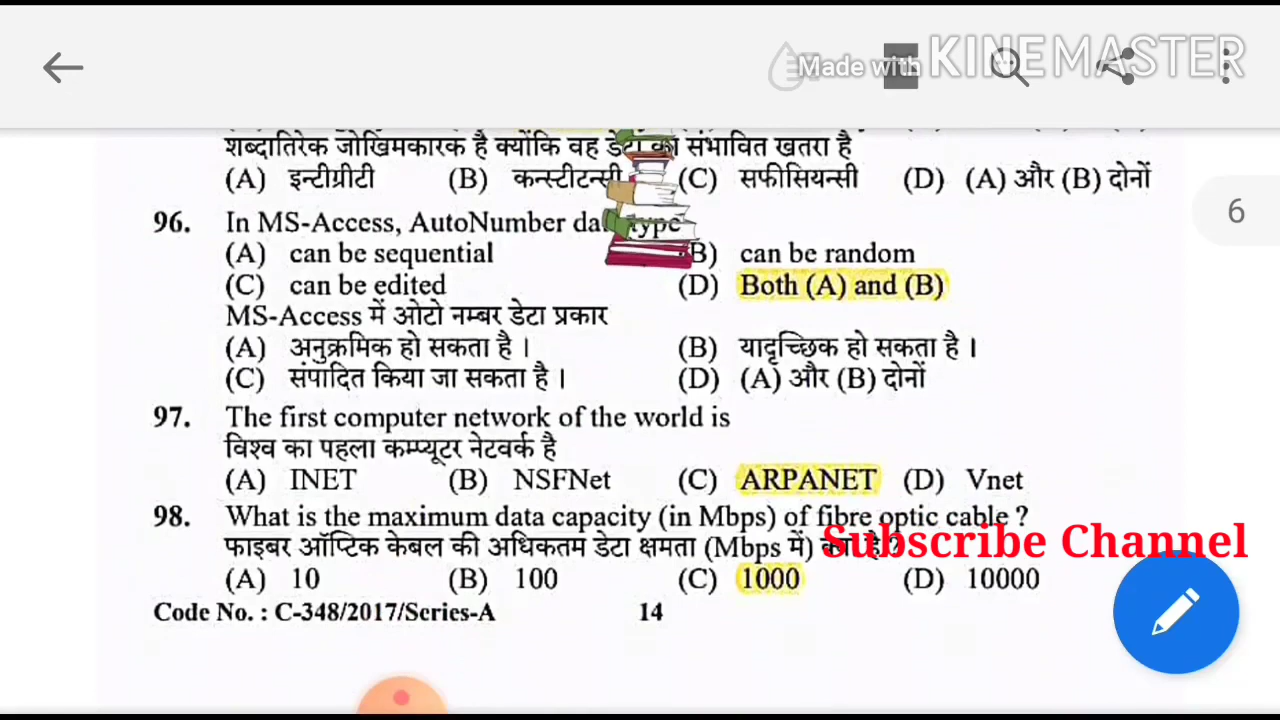 Made with KINEMASTER
शब्दातिरेक जोखिमकारक है क्योंकि वह डेटा का संभावित खतरा है
(A) इन्टीग्रीटी (B) कन्स्टीटन्सी (C) सफीसियन्सी (D) (A) और (B) दोनों
6
96. In MS-Access, AutoNumber data type
(A) can be sequential (B) can be random
(C) can be edited (D) Both (A) and (B)
MS-Access में ओटो नम्बर डेटा प्रकार
(A) अनुक्रमिक हो सकता है । (B) यादृच्छिक हो सकता है ।
(C) संपादित किया जा सकता है । (D) (A) और (B) दोनों
97. The first computer network of the world is
विश्व का पहला कम्प्यूटर नेटवर्क है
(A) INET (B) NSFNet (C) ARPANET (D) Vnet
98. What is the maximum data capacity (in Mbps) of fibre optic cable ?
फाइबर ऑप्टिक केबल की अधिकतम डेटा क्षमता (Mbps में) क्या है ?
Subscribe Channel
(A) 10 (B) 100 (C) 1000 (D) 10000
Code No. : C-348/2017/Series-A 14